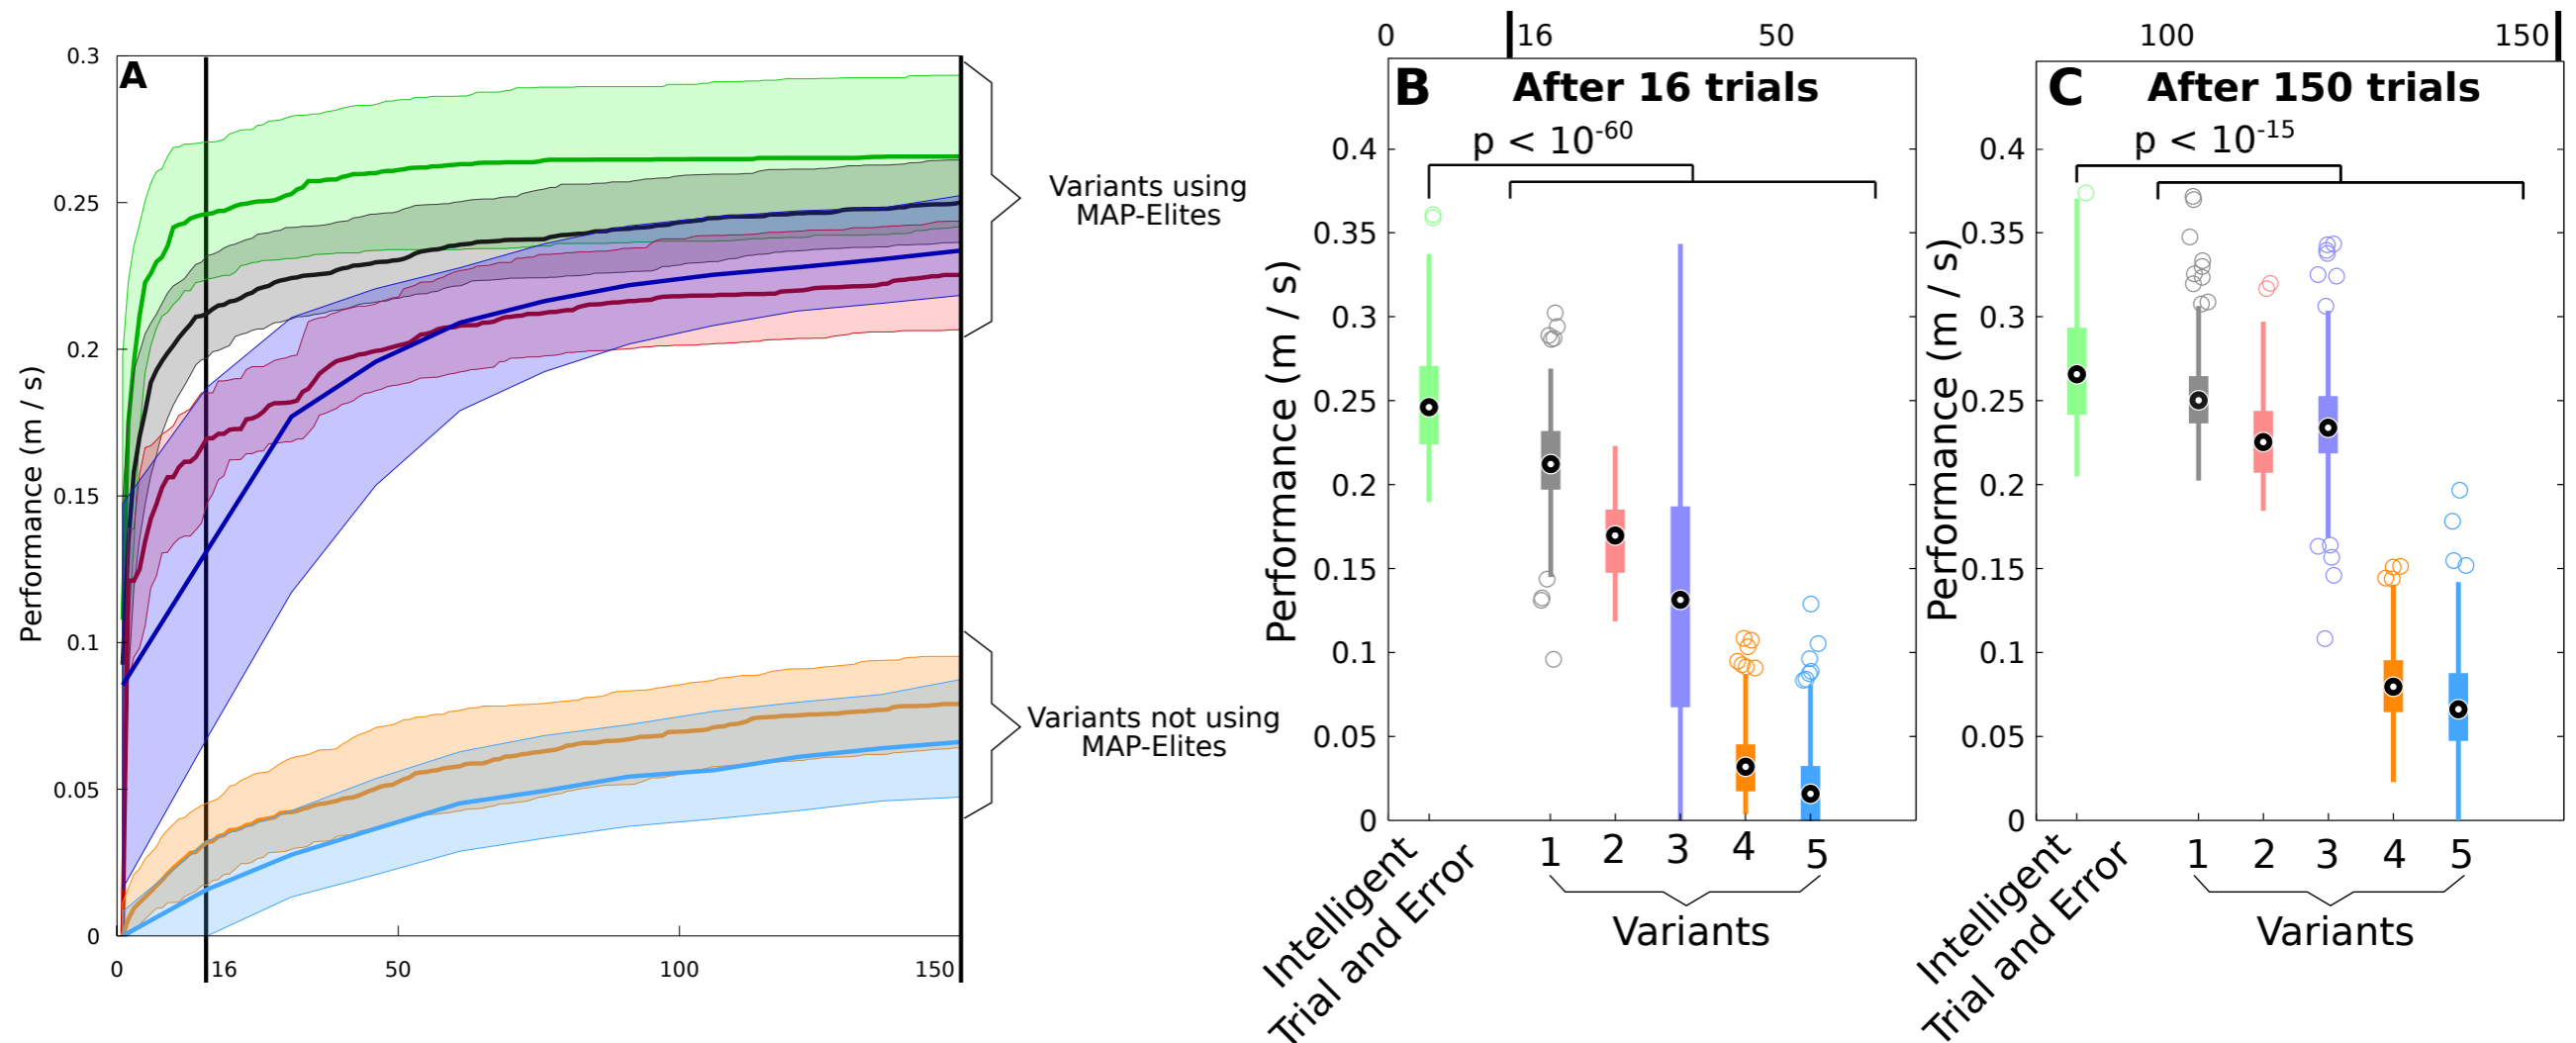 A
0.3
0.25
0.2
0.15
0.1
0.05
0
Performance (m / s)
0
16
50
100
150
Variants using
MAP-Elites
Variants not using
MAP-Elites
0
16
50
100
150
B
After 16 trials
p < 10-60
0.4
0.35
0.3
0.25
0.2
0.15
0.1
0.05
0
Performance (m / s)
Intelligent
Trial and Error
1
2
3
4
5
Variants
C
After 150 trials
p < 10-15
0.4
0.35
0.3
0.25
0.2
0.15
0.1
0.05
0
Performance (m / s)
Intelligent
Trial and Error
1
2
3
4
5
Variants